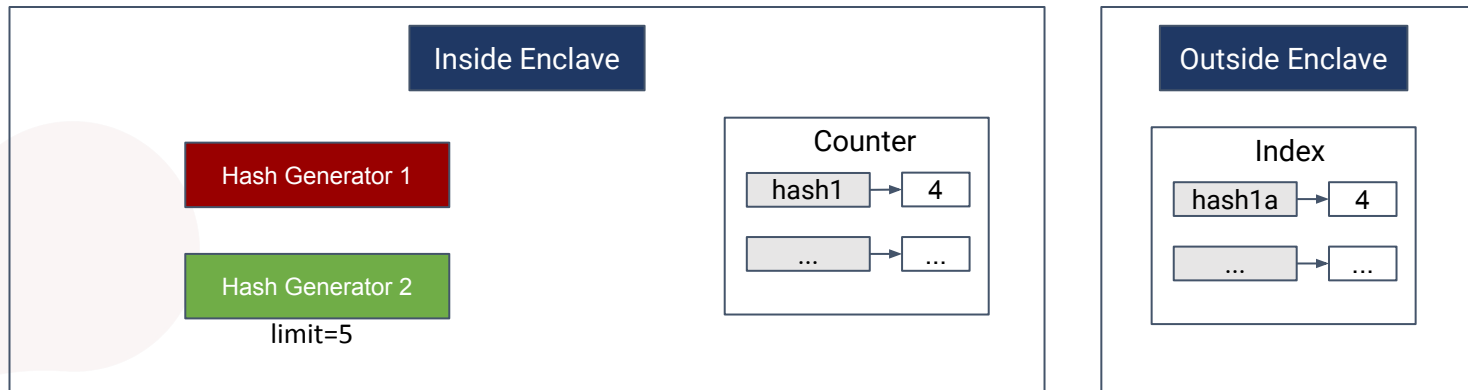 Inside Enclave
Hash Generator 1
Hash Generator 2
limit=5
Counter
hash1 4
... ...
Outside Enclave
Index
hash1a 4
... ...